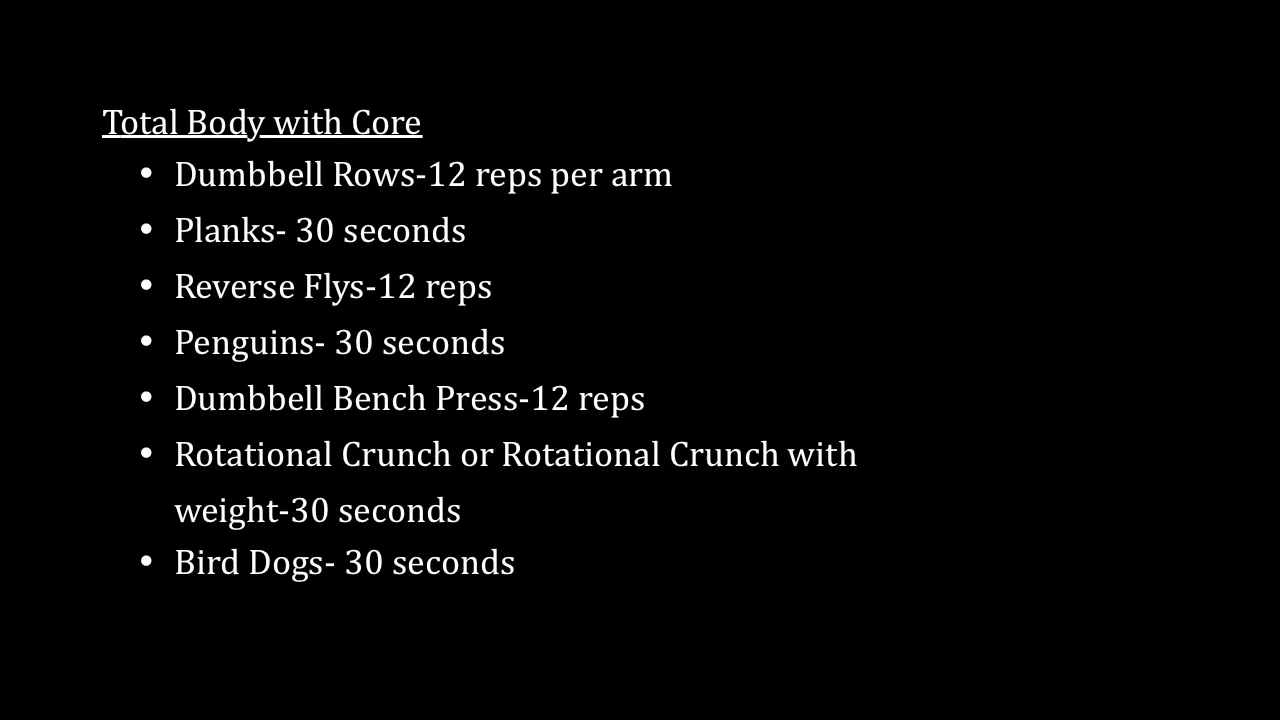 Total Body with Core
• Dumbbell Rows-12 reps per arm
• Planks- 30 seconds
• Reverse Flys-12 reps
• Penguins- 30 seconds
• Dumbbell Bench Press-12 reps
• Rotational Crunch or Rotational Crunch with
weight-30 seconds
• Bird Dogs- 30 seconds